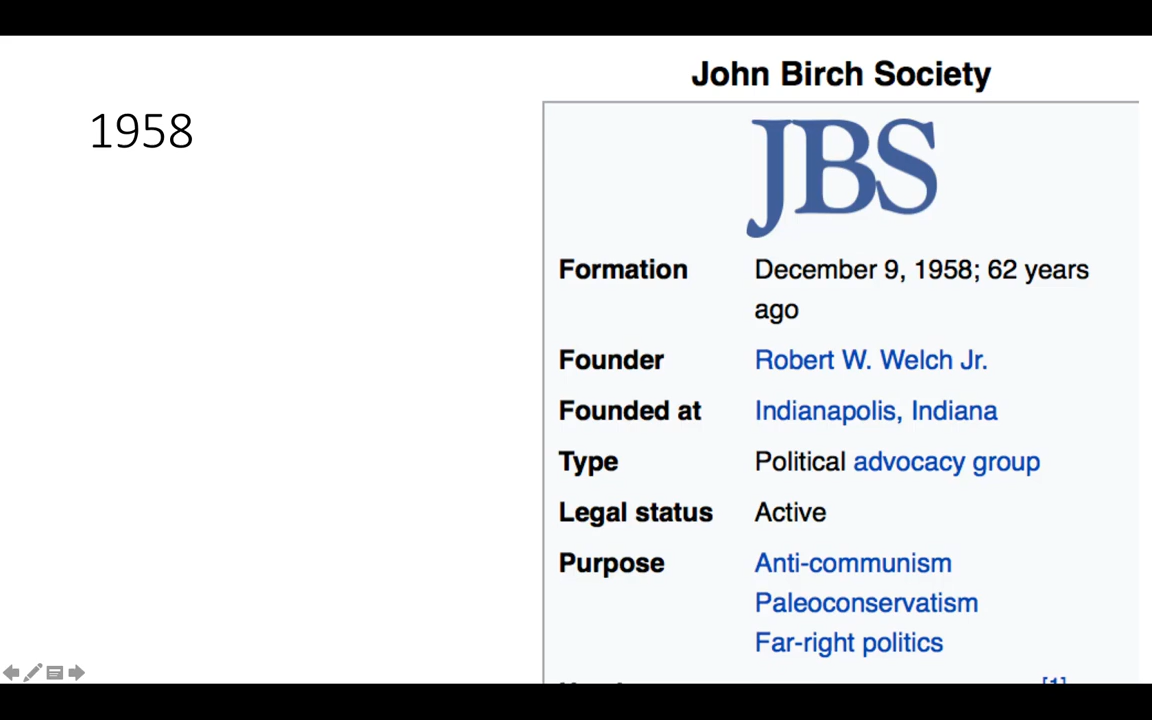 1958
John Birch Society
JBS
Formation December 9, 1958; 62 years
ago
Founder Robert W. Welch Jr.
Founded at Indianapolis, Indiana
Type Political advocacy group
Legal status Active
Purpose Anti-communism
Paleoconservatism
Far-right politics
[1]